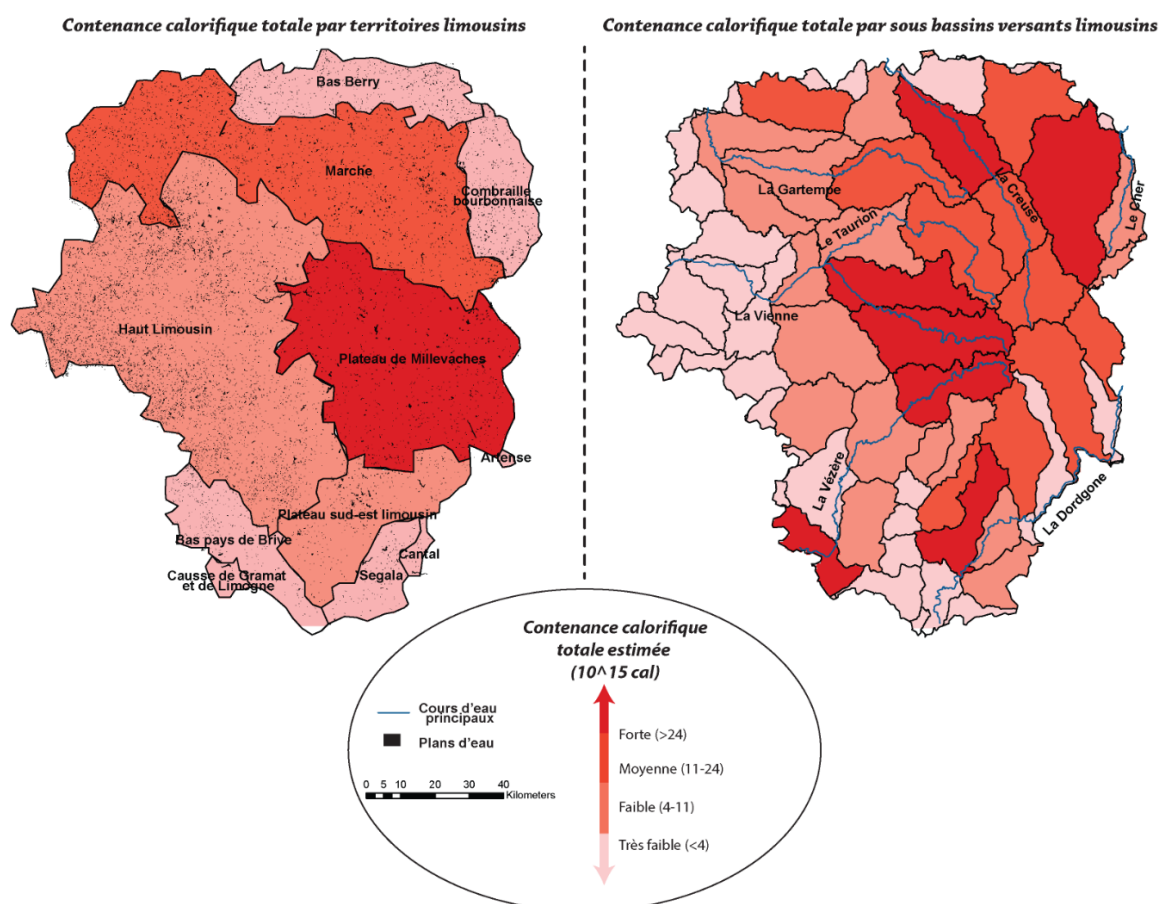 Contenance calorifique totale par territoires limousins
Contenance calorifique totale par sous bassins versants limousins
Bas Berry
Marche
Combraille
bourbonnaise
Haut Limousin
Plateau de Millevaches
Artense
Plateau sud-est limousin
Bas pays de Brive
Cantal
Causse de Gramat
et de Limogne
Segala
La Gartempe
La Creuse
Le Cher
Le Taurion
La Vienne
La Vézère
La Dordgone
Contenance calorifique
totale estimée
(10^15 cal)
Cours d'eau
principaux
Plans d'eau
0 5 10 20 30 40
Kilometers
Forte (>24)
Moyenne (11-24)
Faible (4-11)
Très faible (<4)